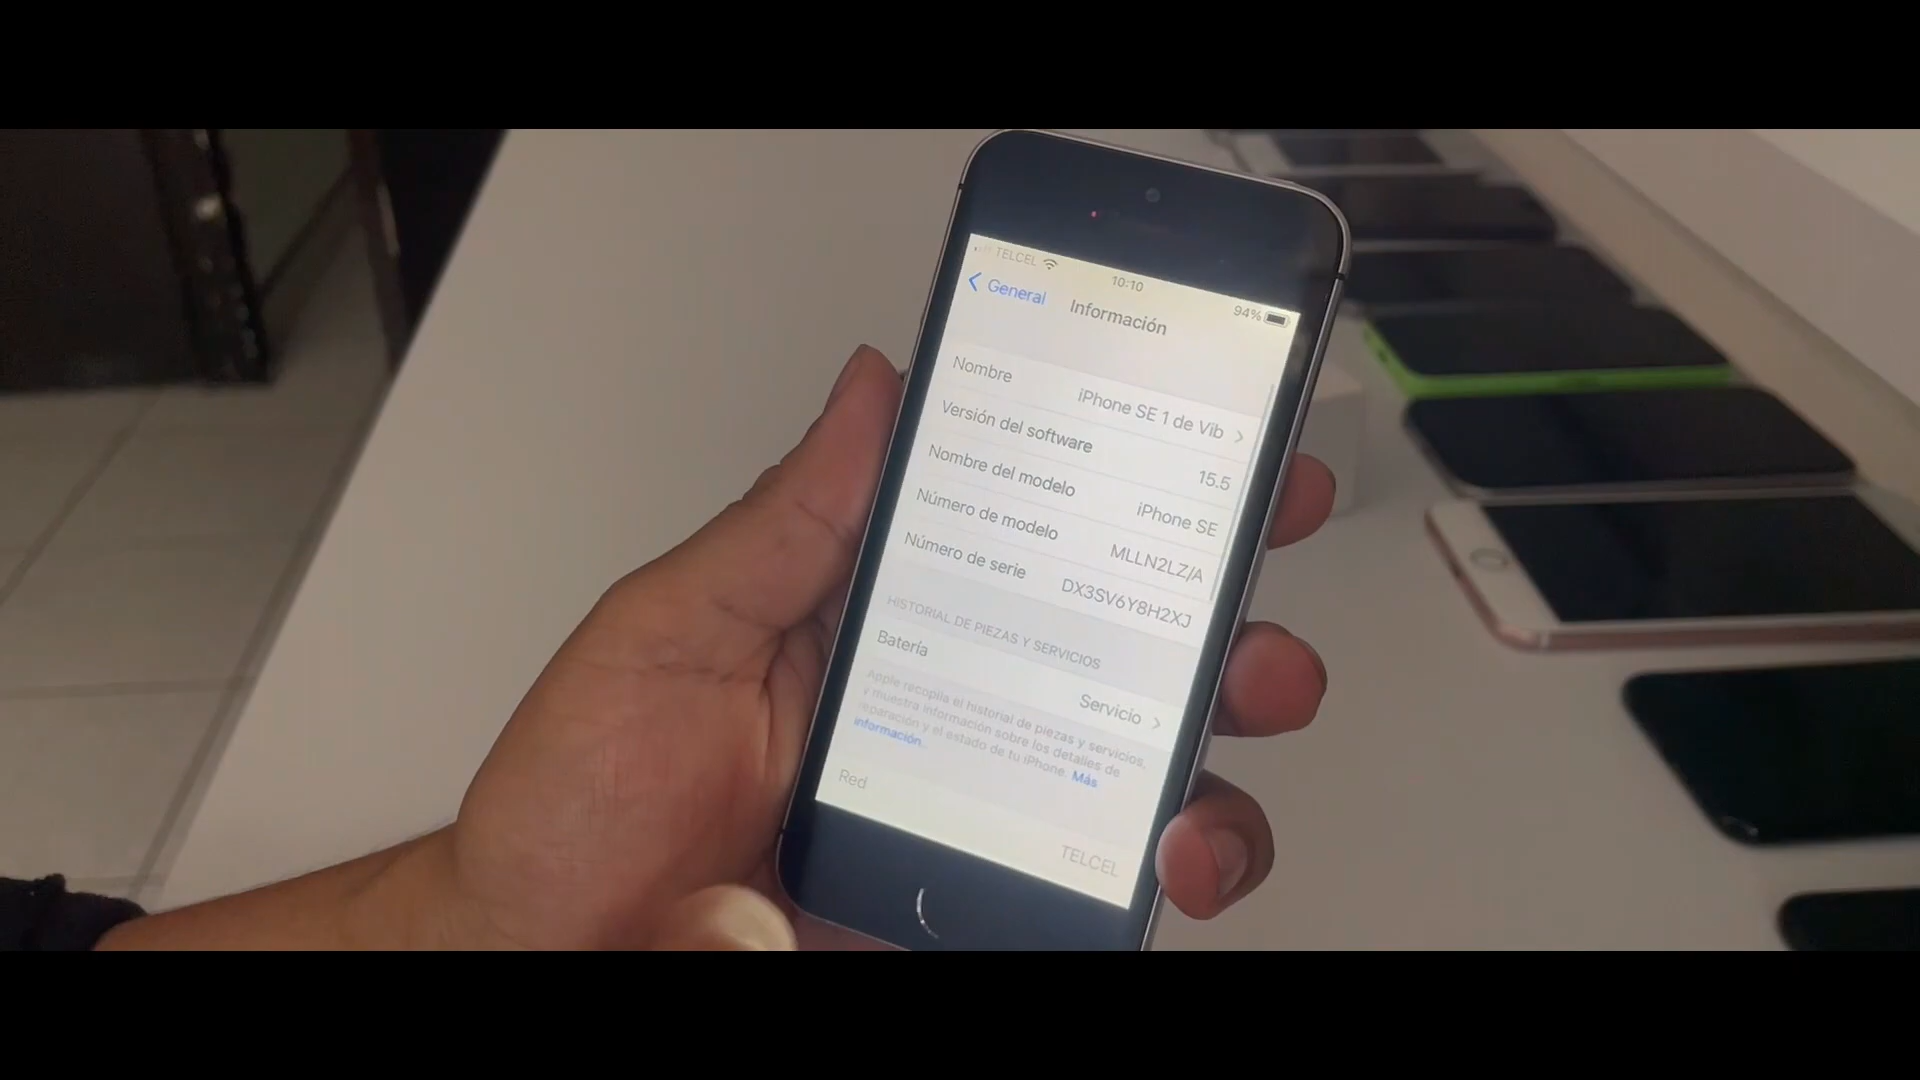 TELCEL
10:10
94%
General
Información
Nombre
iPhone SE 1 de Vib
Versión del software
15.5
Nombre del modelo
iPhone SE
Número de modelo
MLLN2LZ/A
Número de serie
DX3SV6Y8H2XJ
HISTORIAL DE PIEZAS Y SERVICIOS
Batería
Servicio
Apple recopila el historial de piezas y servicios,
y muestra información sobre los detalles de
reparación y el estado de tu iPhone. Más
información...
Red
TELCEL